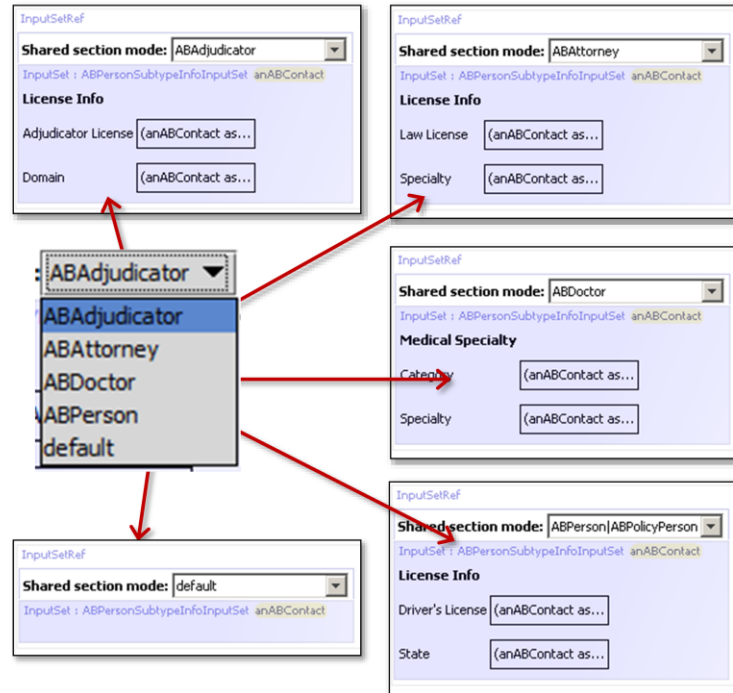 InputSetRef
Shared section mode: ABAdjudicator
InputSet : ABPersonSubtypeInfoInputSet anABContact
License Info
Adjudicator License (anABContact as...
Domain (anABContact as...
InputSetRef
Shared section mode: ABAttorney
InputSet : ABPersonSubtypeInfoInputSet anABContact
License Info
Law License (anABContact as...
Specialty (anABContact as...
: ABAdjudicator
ABAdjudicator
ABAttorney
ABDoctor
ABPerson
default
InputSetRef
Shared section mode: ABDoctor
InputSet : ABPersonSubtypeInfoInputSet anABContact
Medical Specialty
Category (anABContact as...
Specialty (anABContact as...
InputSetRef
Shared section mode: default
InputSet : ABPersonSubtypeInfoInputSet anABContact
InputSetRef
Shared section mode: ABPerson|ABPolicyPerson
InputSet : ABPersonSubtypeInfoInputSet anABContact
License Info
Driver's License (anABContact as...
State (anABContact as...